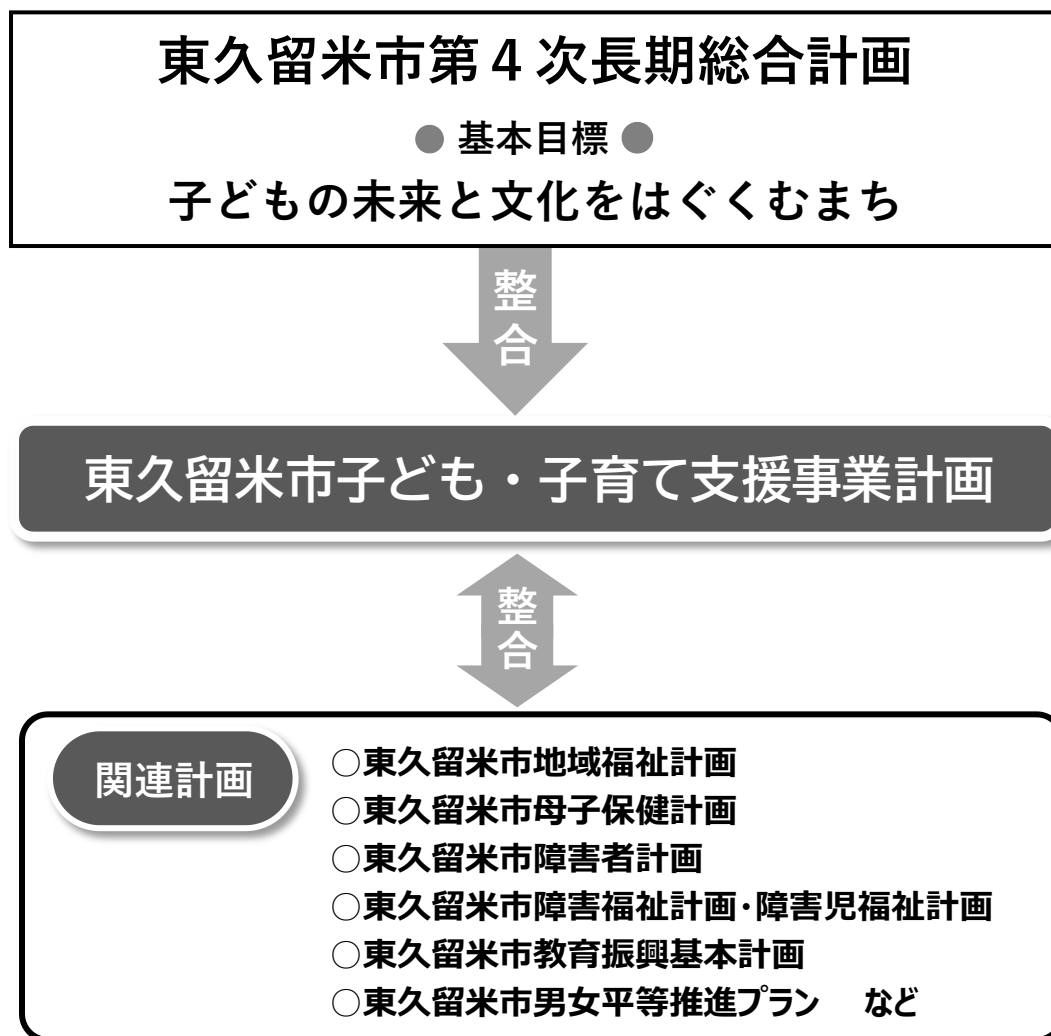 東久留米市第4次長期総合計画
● 基本目標 ●
子どもの未来と文化をはぐくむまち
整合
東久留米市子ども・子育て支援事業計画
整合
関連計画
○東久留米市地域福祉計画
○東久留米市母子保健計画
○東久留米市障害者計画
○東久留米市障害福祉計画・障害児福祉計画
○東久留米市教育振興基本計画
○東久留米市男女平等推進プラン　など